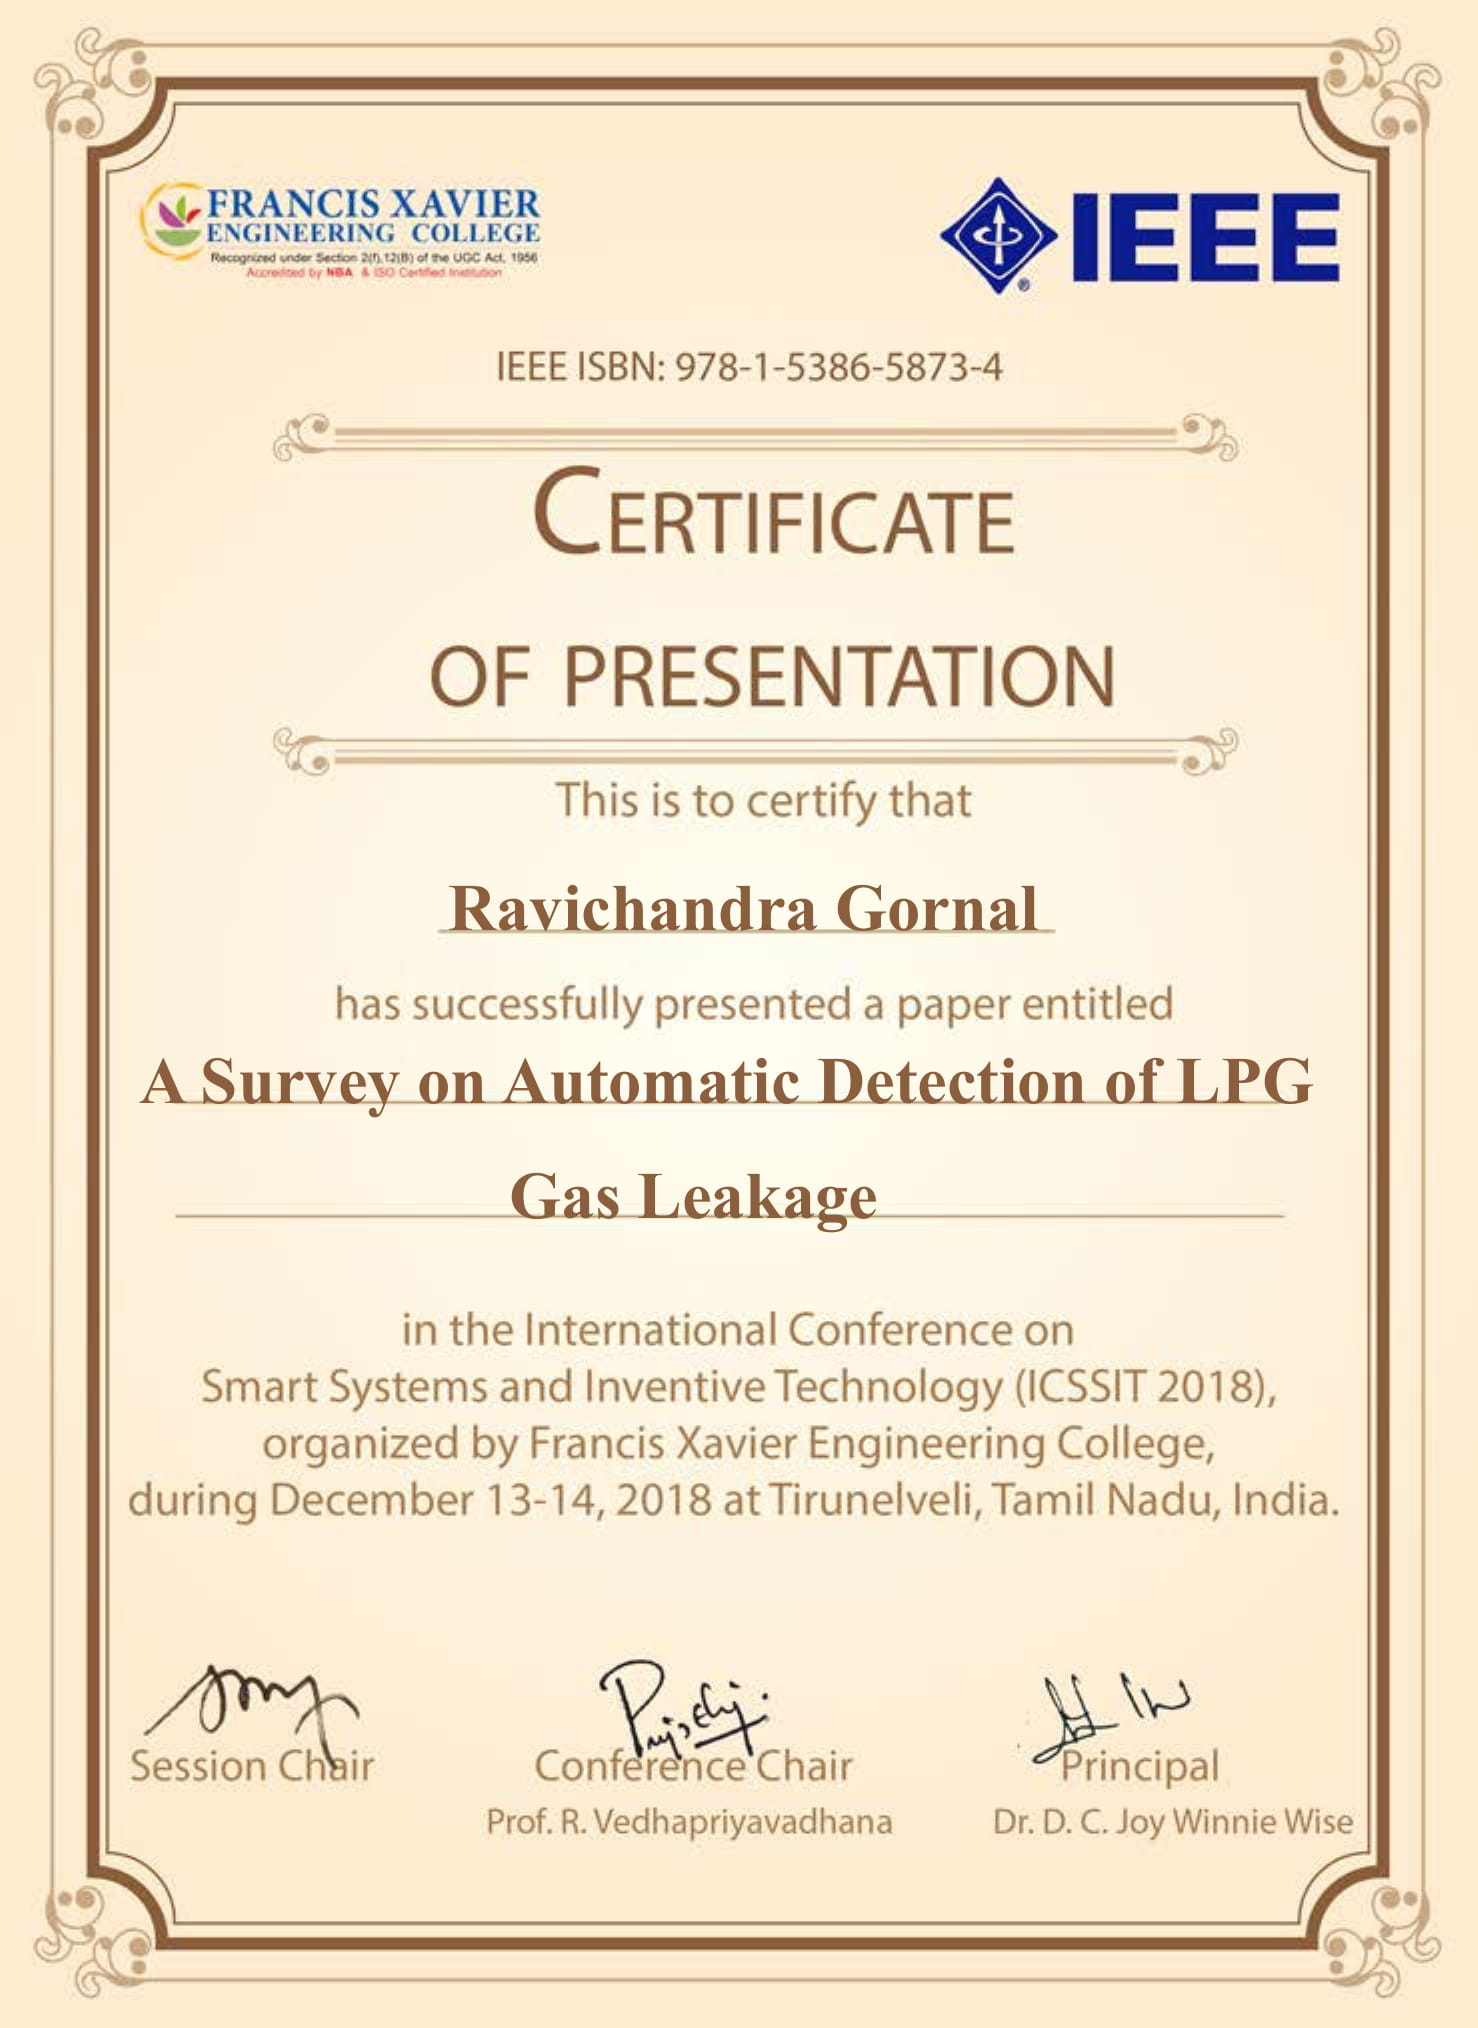 FRANCIS XAVIER
ENGINEERING COLLEGE
Recognized under Section 2(f),12(B) of the UGC Act, 1956
Accredited by NBA & ISO Certified Institution
IEEE
®
IEEE ISBN: 978-1-5386-5873-4
CERTIFICATE
OF PRESENTATION
This is to certify that
Ravichandra Gornal
has successfully presented a paper entitled
A Survey on Automatic Detection of LPG
Gas Leakage
in the International Conference on
Smart Systems and Inventive Technology (ICSSIT 2018),
organized by Francis Xavier Engineering College,
during December 13-14, 2018 at Tirunelveli, Tamil Nadu, India.
Session Chair
Conference Chair
Principal
Prof. R. Vedhapriyavadhana
Dr. D. C. Joy Winnie Wise